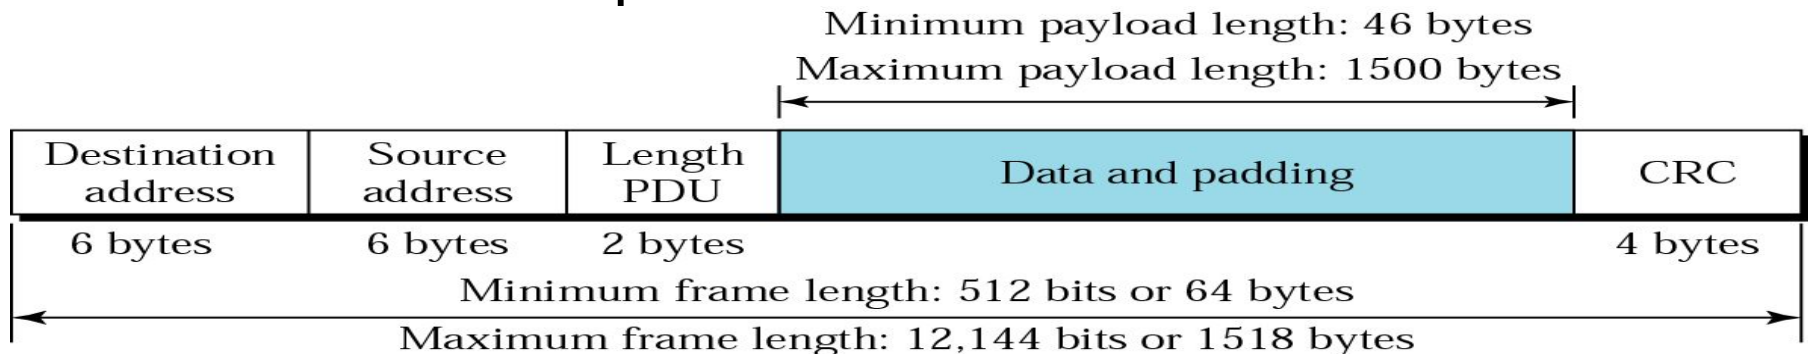 Minimum payload length: 46 bytes
Maximum payload length: 1500 bytes
Destination address
Source address
Length PDU
Data and padding
CRC
6 bytes
6 bytes
2 bytes
4 bytes
Minimum frame length: 512 bits or 64 bytes
Maximum frame length: 12,144 bits or 1518 bytes